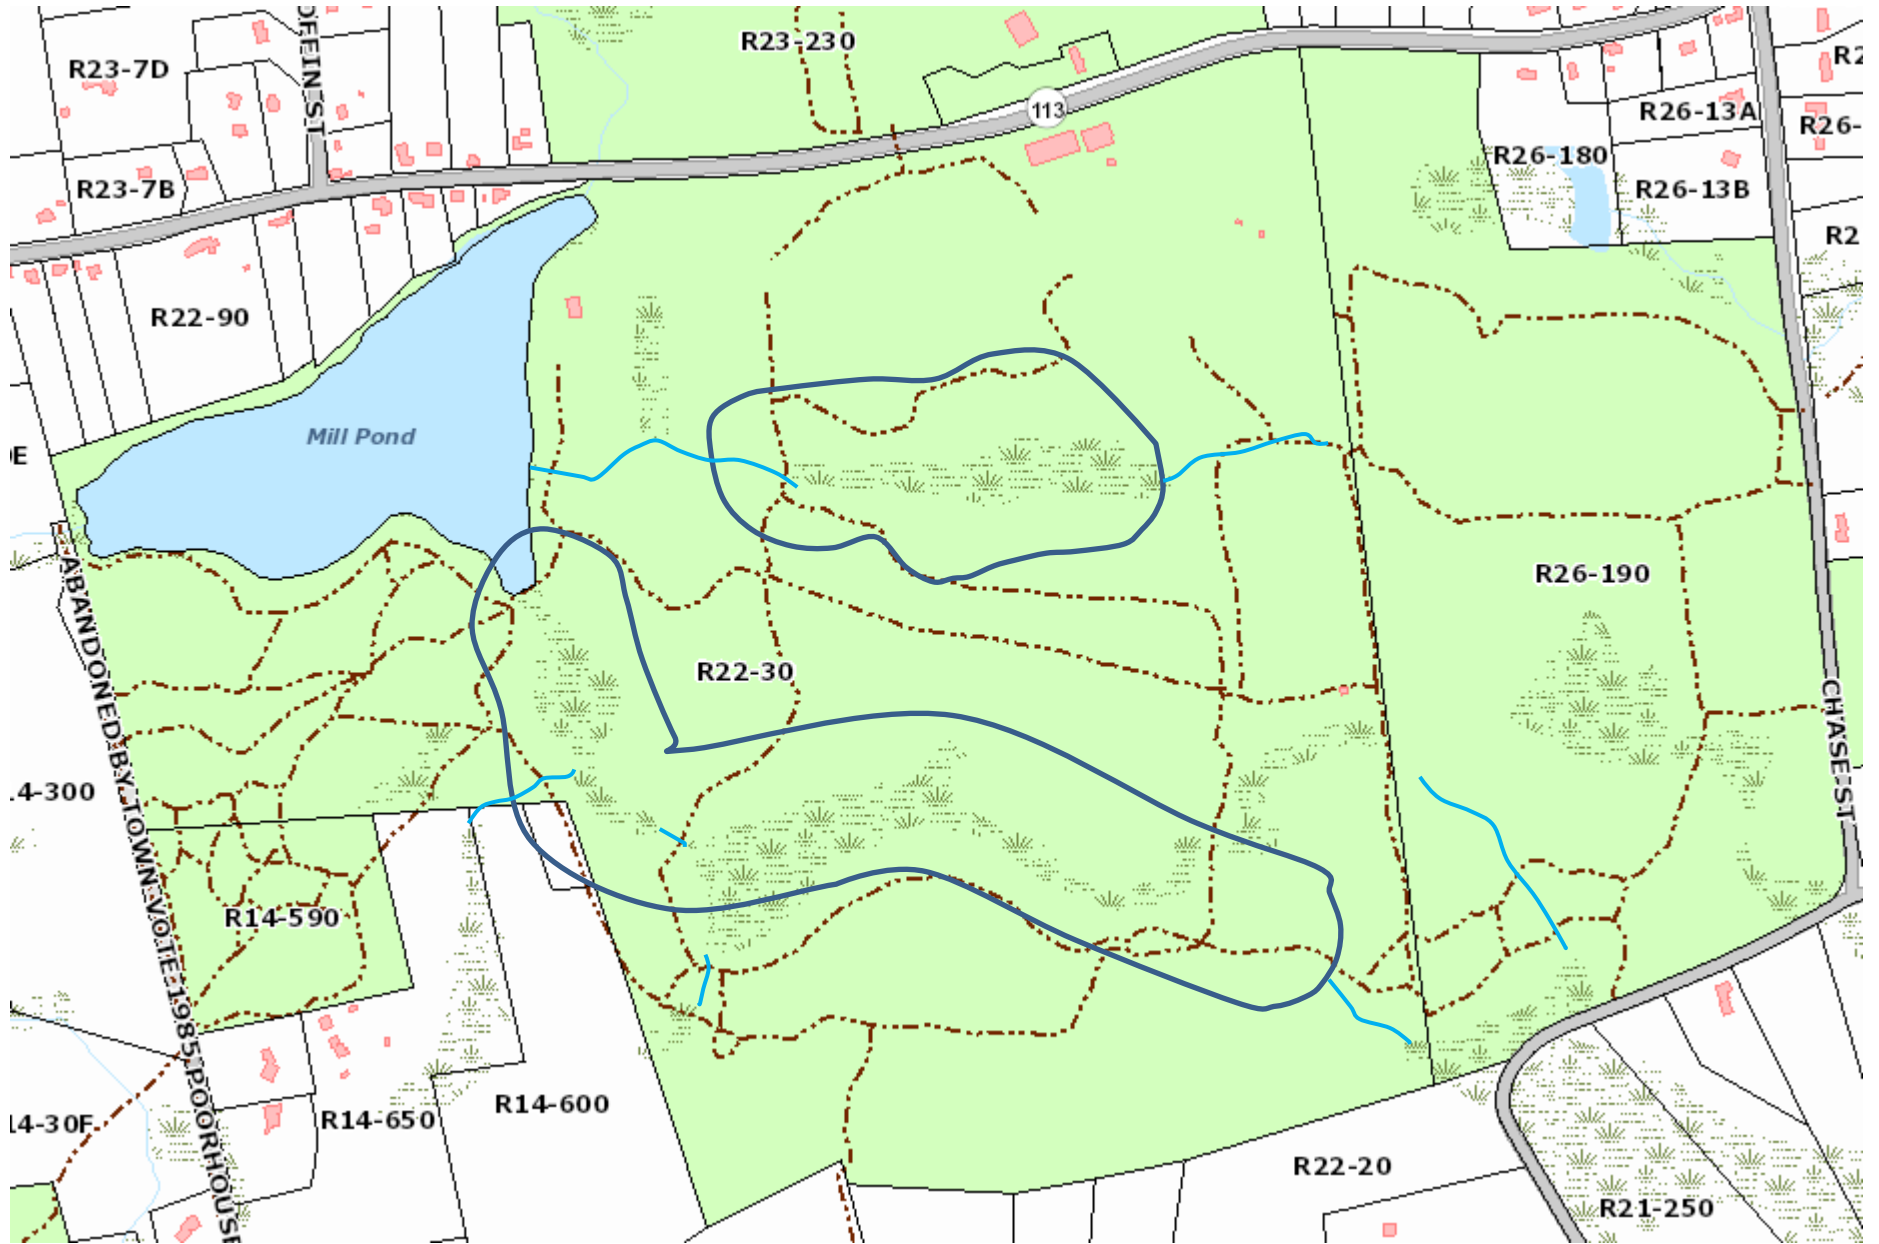 OFFIN ST
R23-230
R23-7D
R2
113
R26-13A
R26-
R26-180
R23-7B
R26-13B
R2
R22-90
Mill Pond
E
R26-190
R22-30
ABANDONED BY TOWN VOTE 1985 POORHOUSE
CHASE ST
4-300
R14-590
R14-600
R14-650
14-30F
R22-20
R21-250